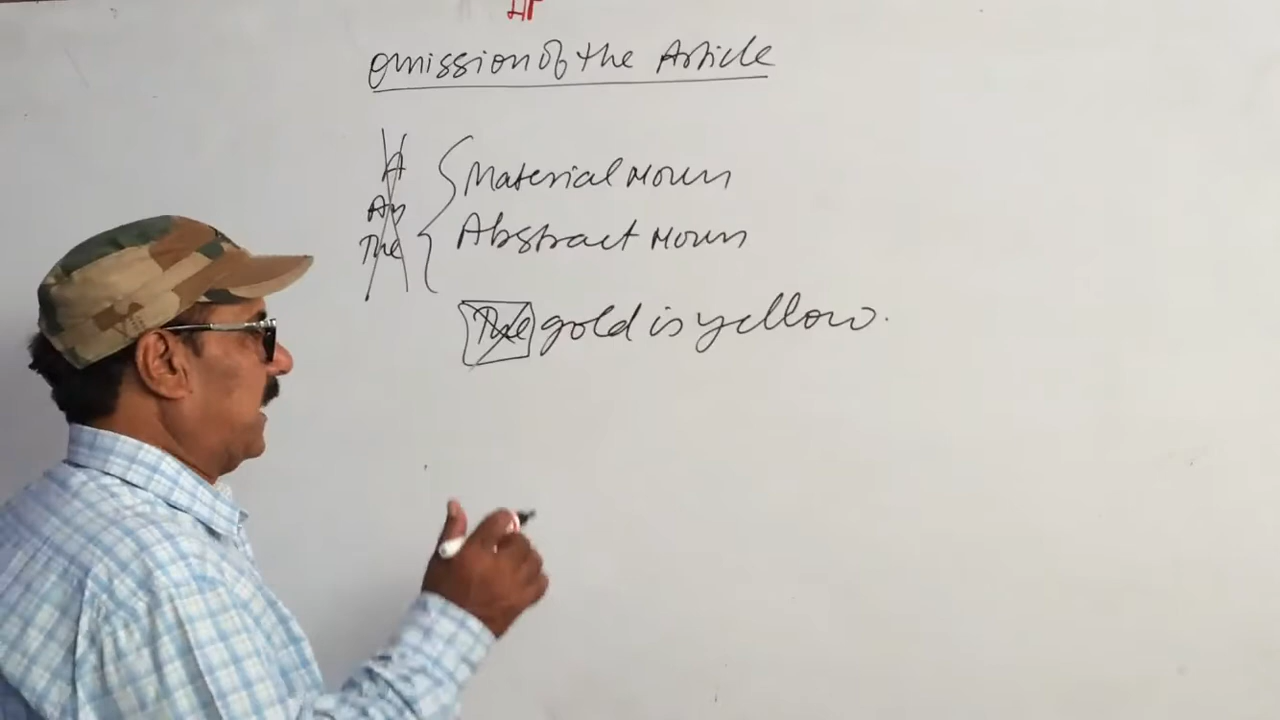 omission of the Article
A
An
The
Material Noun
Abstract Noun
The gold is yellow.